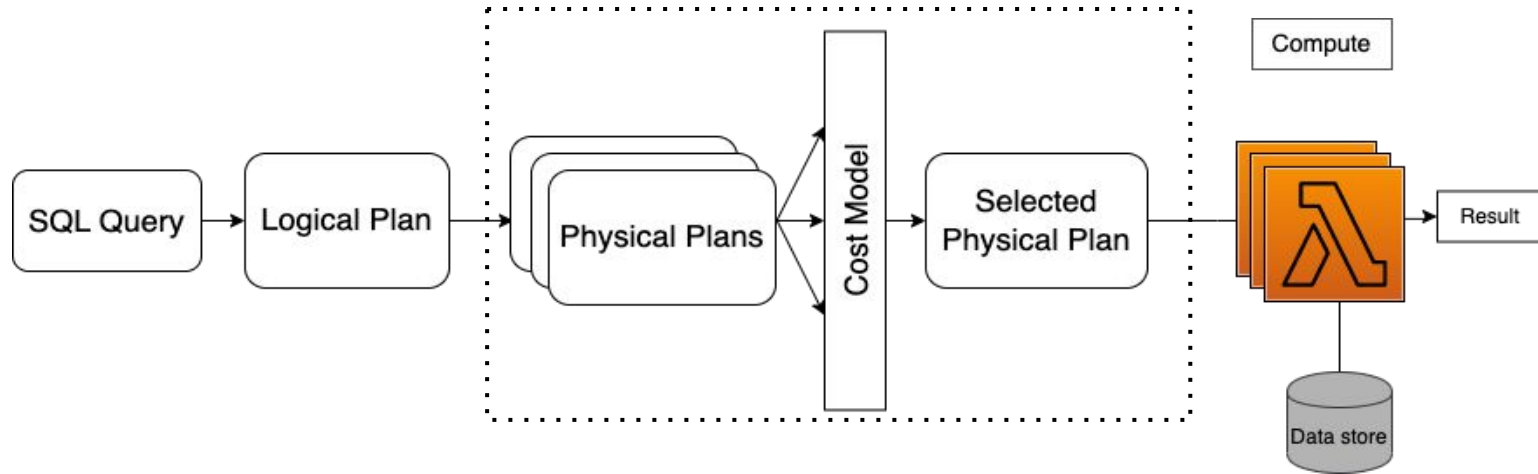 SQL Query
Logical Plan
Physical Plans
Cost Model
Selected
Physical Plan
Compute
Result
Data store